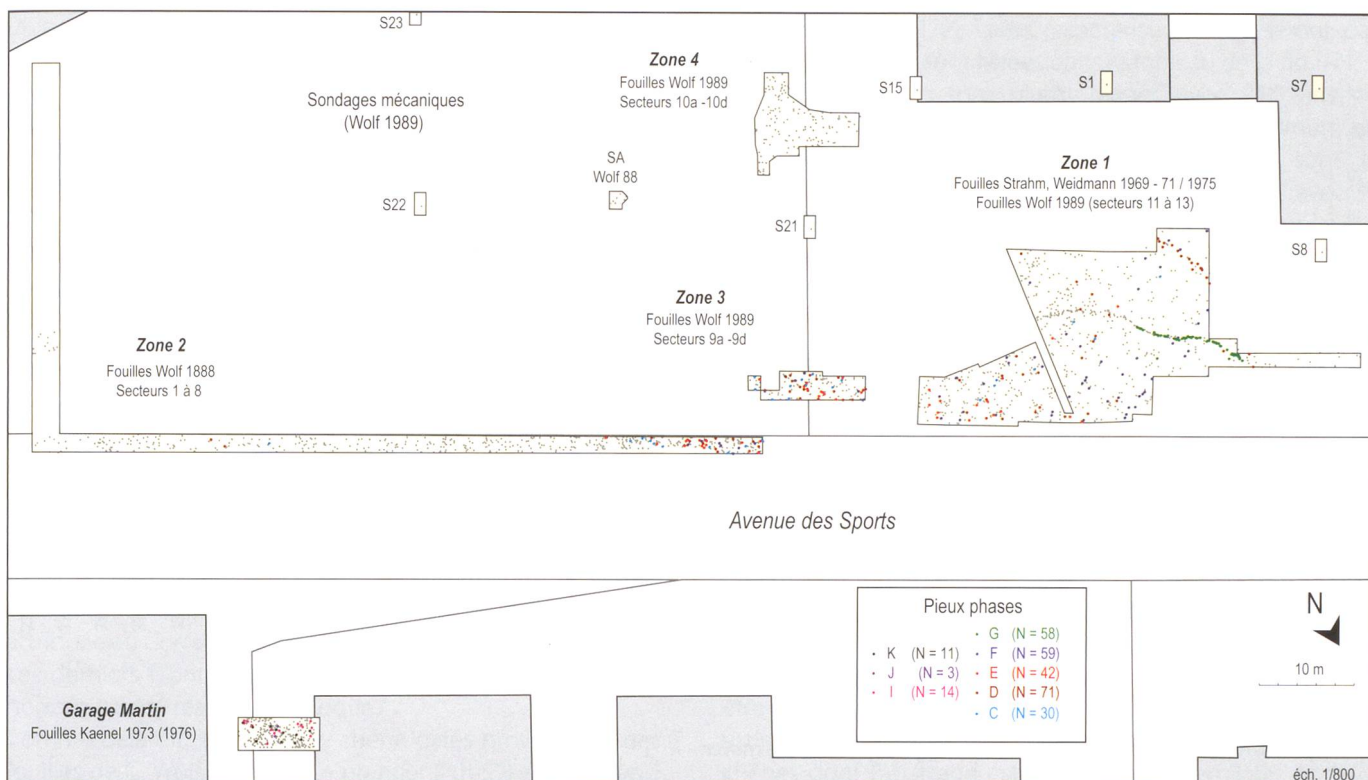 S23
Zone 4
Fouilles Wolf 1989
Secteurs 10a -10d
S15
S1
S7
Sondages mécaniques
(Wolf 1989)
SA
Wolf 88
S22
S21
Zone 1
Fouilles Strahm, Weidmann 1969 - 71 / 1975
Fouilles Wolf 1989 (secteurs 11 à 13)
S8
Zone 3
Fouilles Wolf 1989
Secteurs 9a -9d
Zone 2
Fouilles Wolf 1888
Secteurs 1 à 8
Avenue des Sports
Pieux phases
G (N = 58)
K (N = 11) F (N = 59)
J (N = 3) E (N = 42)
I (N = 14) D (N = 71)
C (N = 30)
N
10 m
Garage Martin
Fouilles Kaenel 1973 (1976)
éch. 1/800